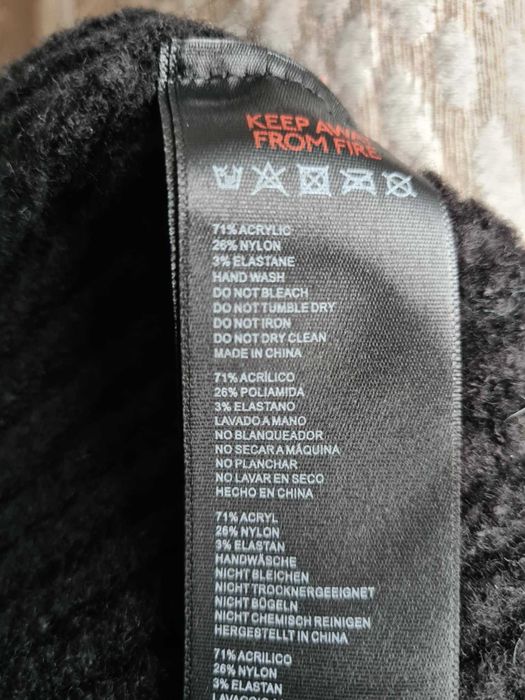 KEEP AWAY
FROM FIRE
71% ACRYLIC
26% NYLON
3% ELASTANE
HAND WASH
DO NOT BLEACH
DO NOT TUMBLE DRY
DO NOT IRON
DO NOT DRY CLEAN
MADE IN CHINA
71% ACRÍLICO
26% POLIAMIDA
3% ELASTANO
LAVADO A MANO
NO BLANQUEADOR
NO SECAR A MÁQUINA
NO PLANCHAR
NO LAVAR EN SECO
HECHO EN CHINA
71% ACRYL
26% NYLON
3% ELASTAN
HANDWÄSCHE
NICHT BLEICHEN
NICHT TROCKNERGEEIGNET
NICHT BÜGELN
NICHT CHEMISCH REINIGEN
HERGESTELLT IN CHINA
71% ACRILICO
26% NYLON
3% ELASTAN